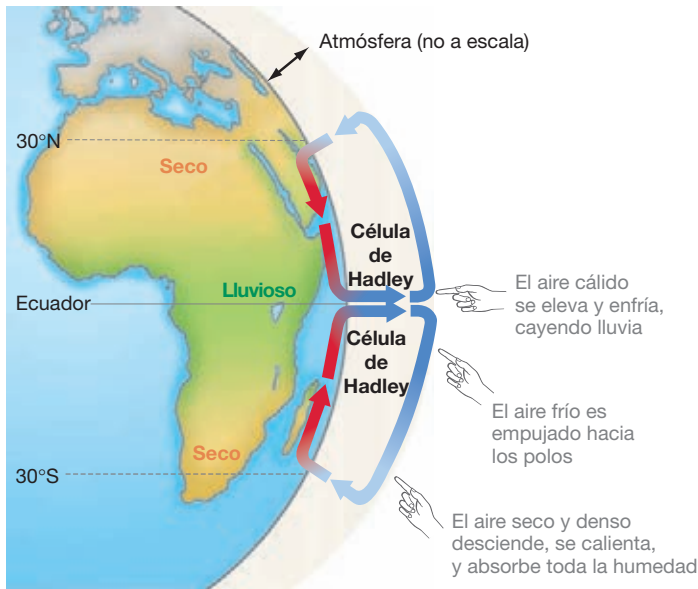 Atmósfera (no a escala)
30°N
Seco
Célula
de
Hadley
Lluvioso
Ecuador
El aire cálido
se eleva y enfría,
cayendo lluvia
Célula
de
Hadley
El aire frío es
empujado hacia
los polos
Seco
30°S
El aire seco y denso
desciende, se calienta,
y absorbe toda la humedad